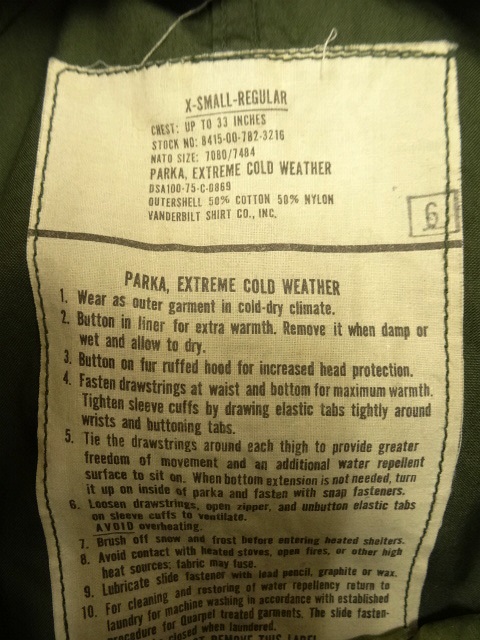 X-SMALL-REGULAR
CHEST: UP TO 33 INCHES
STOCK NO: 8415-00-782-3216
NATO SIZE: 7080/7484
PARKA, EXTREME COLD WEATHER
DSA100-75-C-0869
OUTERSHELL 50% COTTON 50% NYLON
VANDERBILT SHIRT CO., INC.
6
PARKA, EXTREME COLD WEATHER
1. Wear as outer garment in cold-dry climate.
2. Button in liner for extra warmth. Remove it when damp or
wet and allow to dry.
3. Button on fur ruffed hood for increased head protection.
4. Fasten drawstrings at waist and bottom for maximum warmth.
Tighten sleeve cuffs by drawing elastic tabs tightly around
wrists and buttoning tabs.
5. Tie the drawstrings around each thigh to provide greater
freedom of movement and an additional water repellent
surface to sit on. When bottom extension is not needed, turn
it up on inside of parka and fasten with snap fasteners.
6. Loosen drawstrings, open zipper, and unbutton elastic tabs
on sleeve cuffs to ventilate.
AVOID overheating.
7. Brush off snow and frost before entering heated shelters.
8. Avoid contact with heated stoves, open fires, or other high
heat sources; fabric may fuse.
9. Lubricate slide fastener with lead pencil, graphite or wax.
10. For cleaning and restoring of water repellency return to
laundry for machine washing in accordance with established
procedure for Quarpel treated garments. The slide fasten-
closed when laundered.
REMOVE THIS LABEL